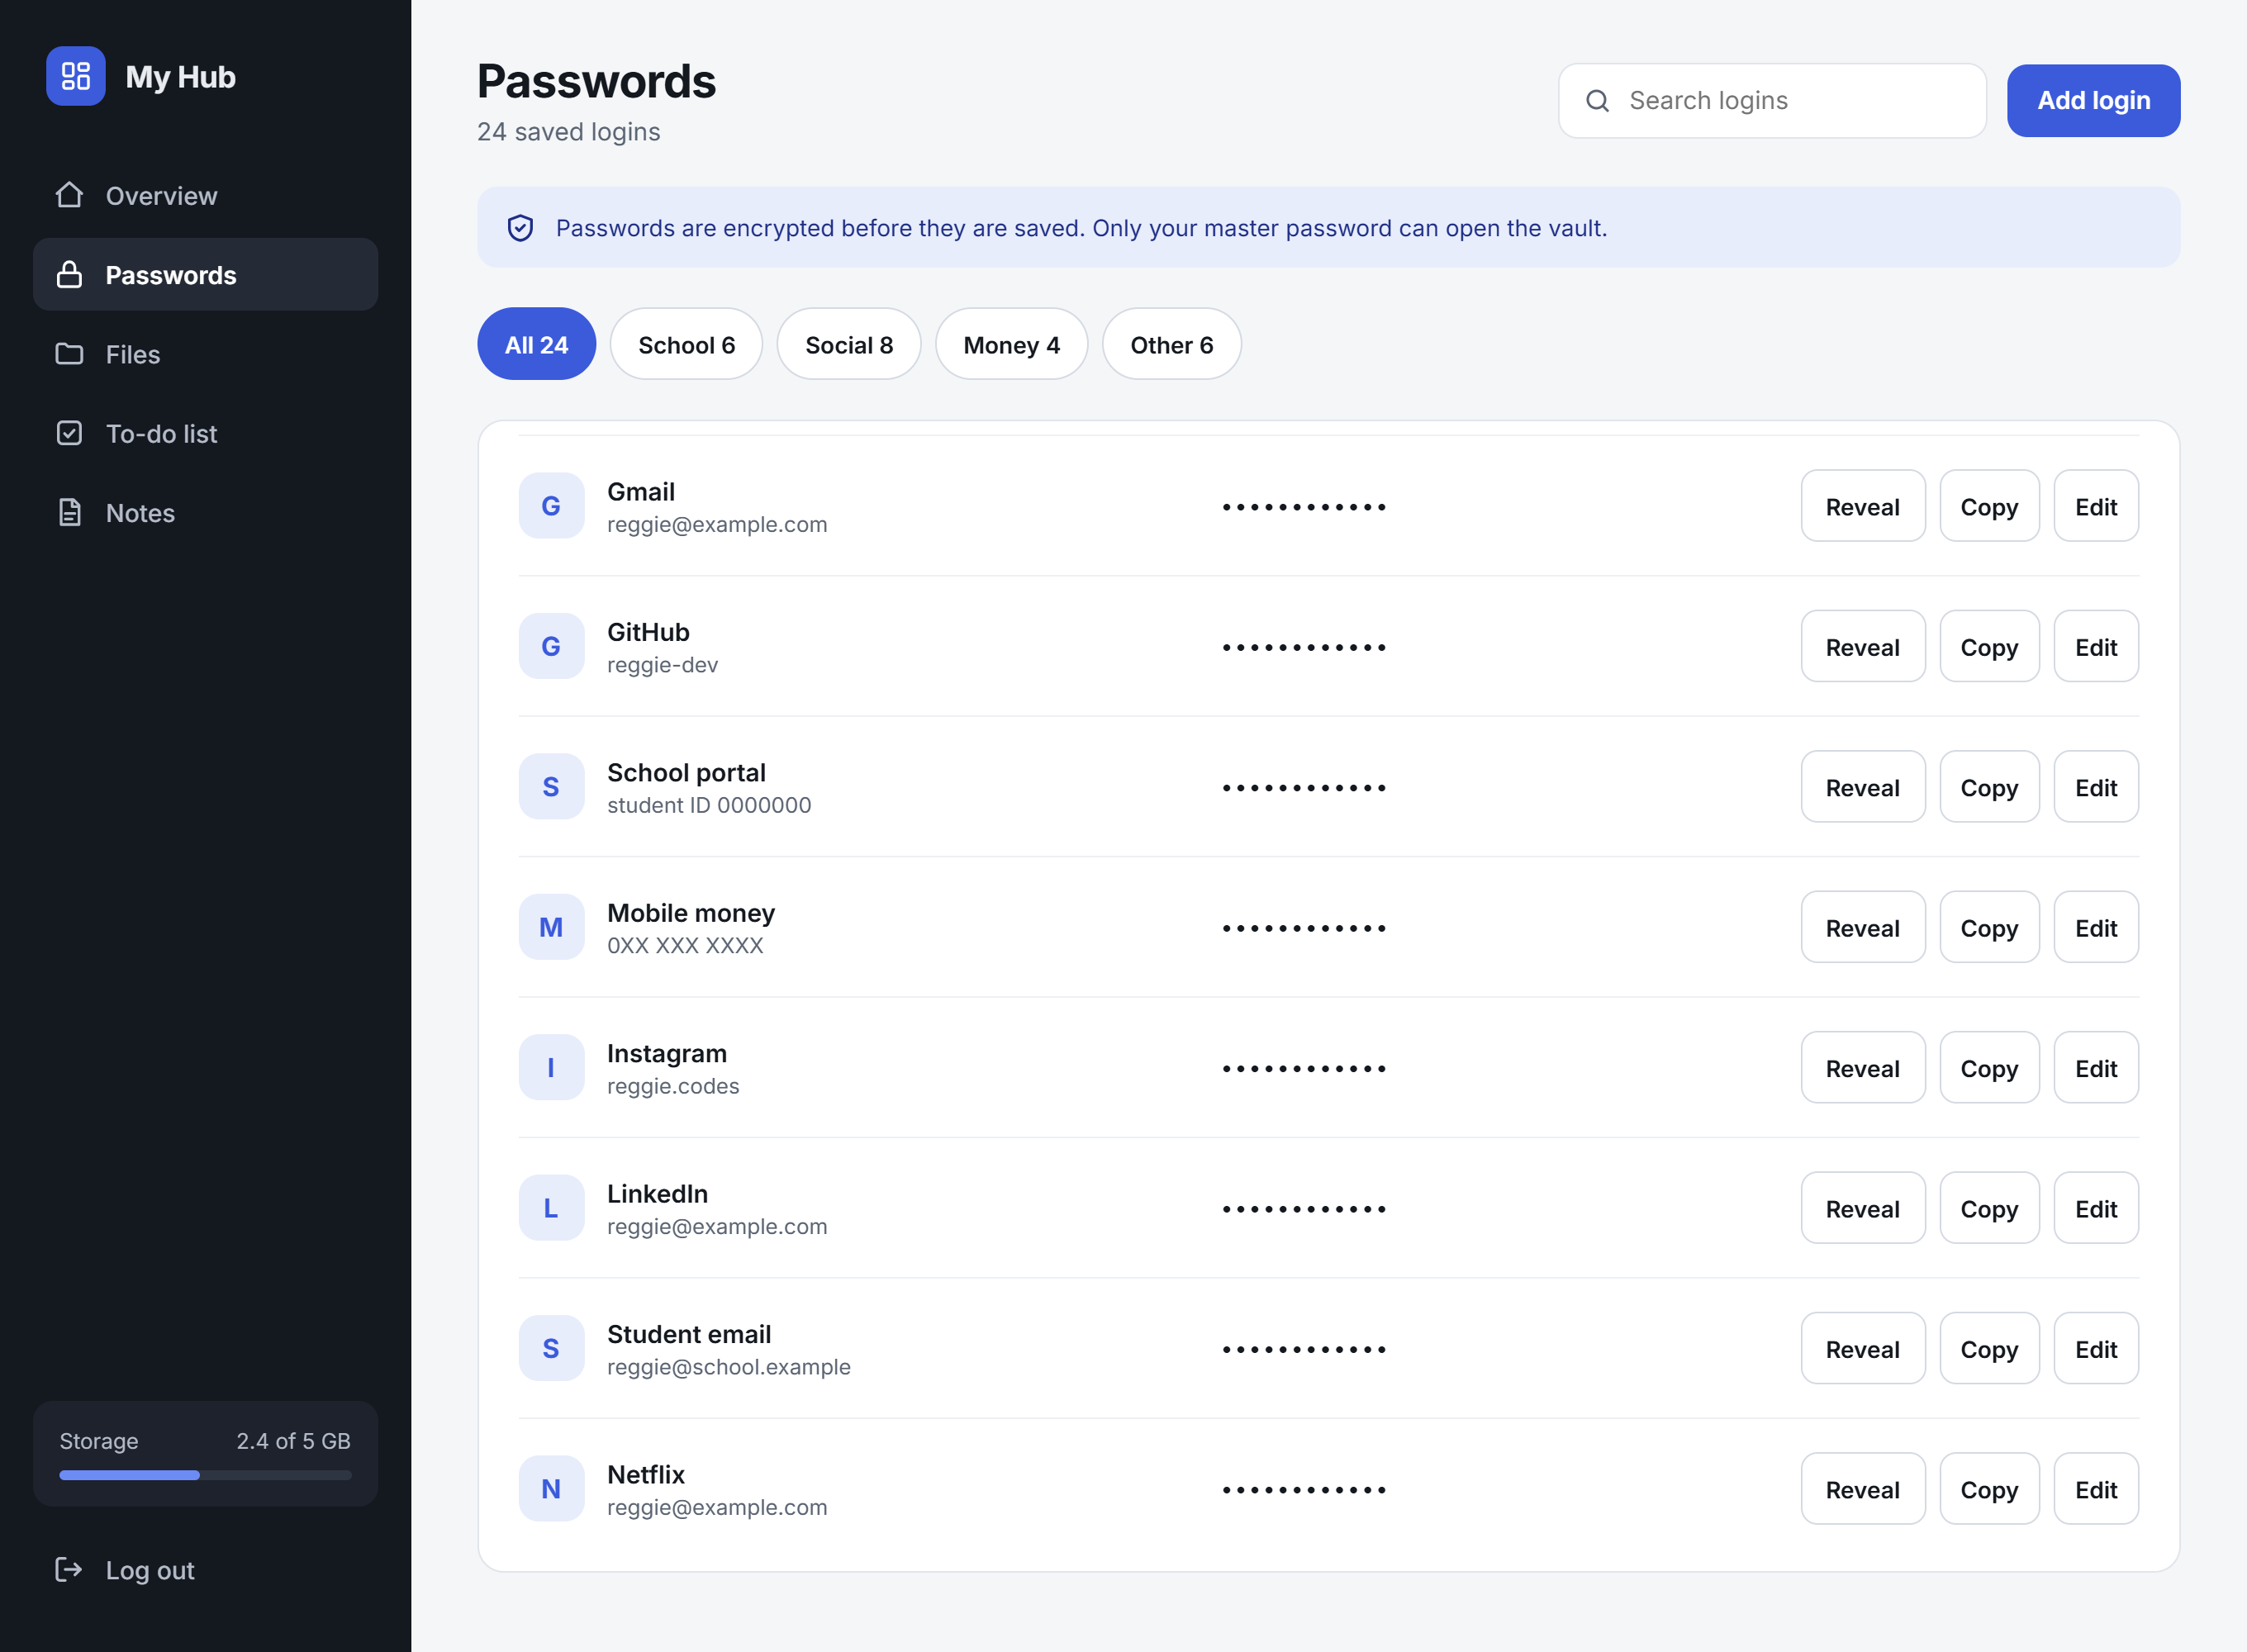 My Hub
Overview
Passwords
Files
To-do list
Notes
Storage 2.4 of 5 GB
Log out
Passwords
24 saved logins
Search logins
Add login
Passwords are encrypted before they are saved. Only your master password can open the vault.
All 24 School 6 Social 8 Money 4 Other 6
G Gmail
reggie@example.com
•••••••••••• Reveal Copy Edit
G GitHub
reggie-dev
•••••••••••• Reveal Copy Edit
S School portal
student ID 0000000
•••••••••••• Reveal Copy Edit
M Mobile money
0XX XXX XXXX
•••••••••••• Reveal Copy Edit
I Instagram
reggie.codes
•••••••••••• Reveal Copy Edit
L LinkedIn
reggie@example.com
•••••••••••• Reveal Copy Edit
S Student email
reggie@school.example
•••••••••••• Reveal Copy Edit
N Netflix
reggie@example.com
•••••••••••• Reveal Copy Edit